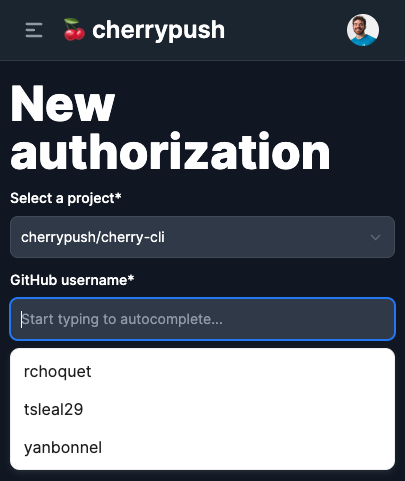 cherrypush
New
authorization
Select a project*
cherrypush/cherry-cli
GitHub username*
Start typing to autocomplete...
rchoquet
tsleal29
yanbonnel